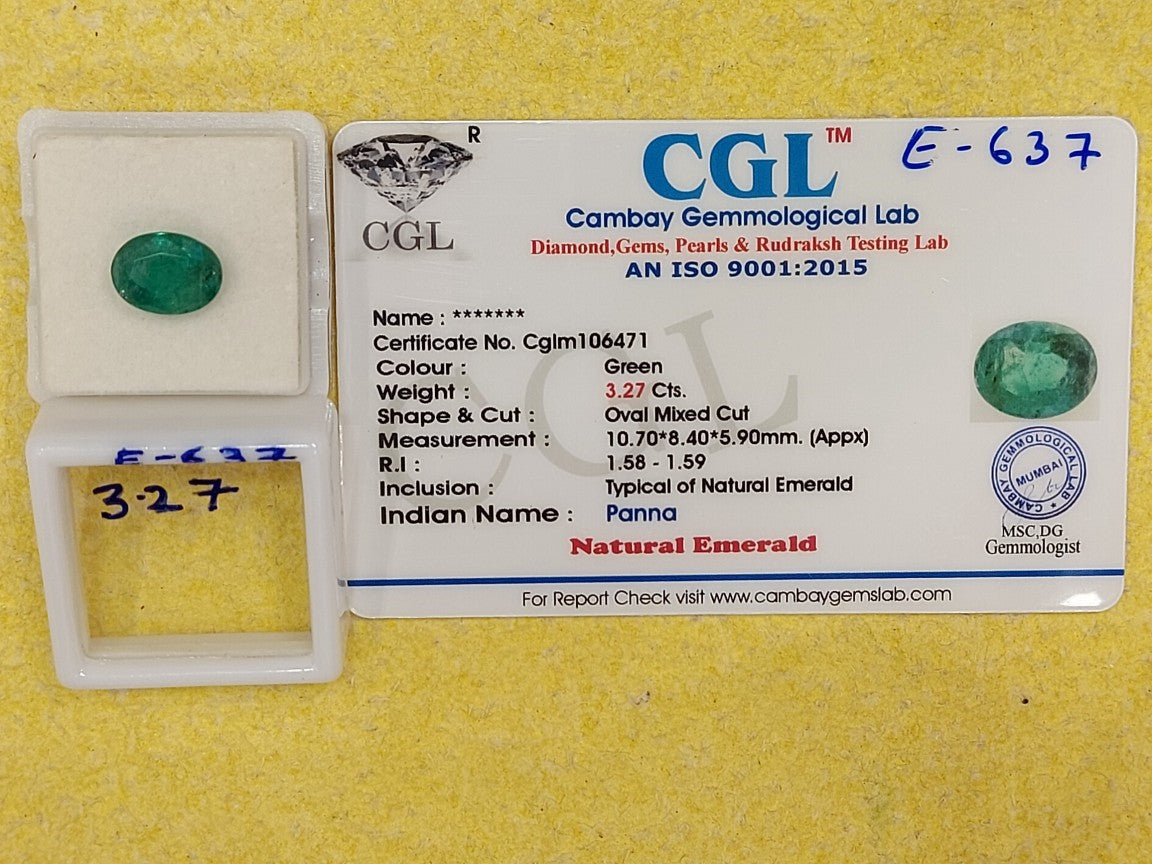 R
CGL
CGL™
E-637
Cambay Gemmological Lab
Diamond,Gems, Pearls & Rudraksh Testing Lab
AN ISO 9001:2015
Name : *******
Certificate No. Cglm106471
Colour : Green
Weight : 3.27 Cts.
Shape & Cut : Oval Mixed Cut
Measurement : 10.70*8.40*5.90mm. (Appx)
R.I : 1.58 - 1.59
Inclusion : Typical of Natural Emerald
Indian Name : Panna
Natural Emerald
CAMBAY GEMMOLOGICAL LAB
MUMBAI
MSC,DG
Gemmologist
For Report Check visit www.cambaygemslab.com
E-637
3.27